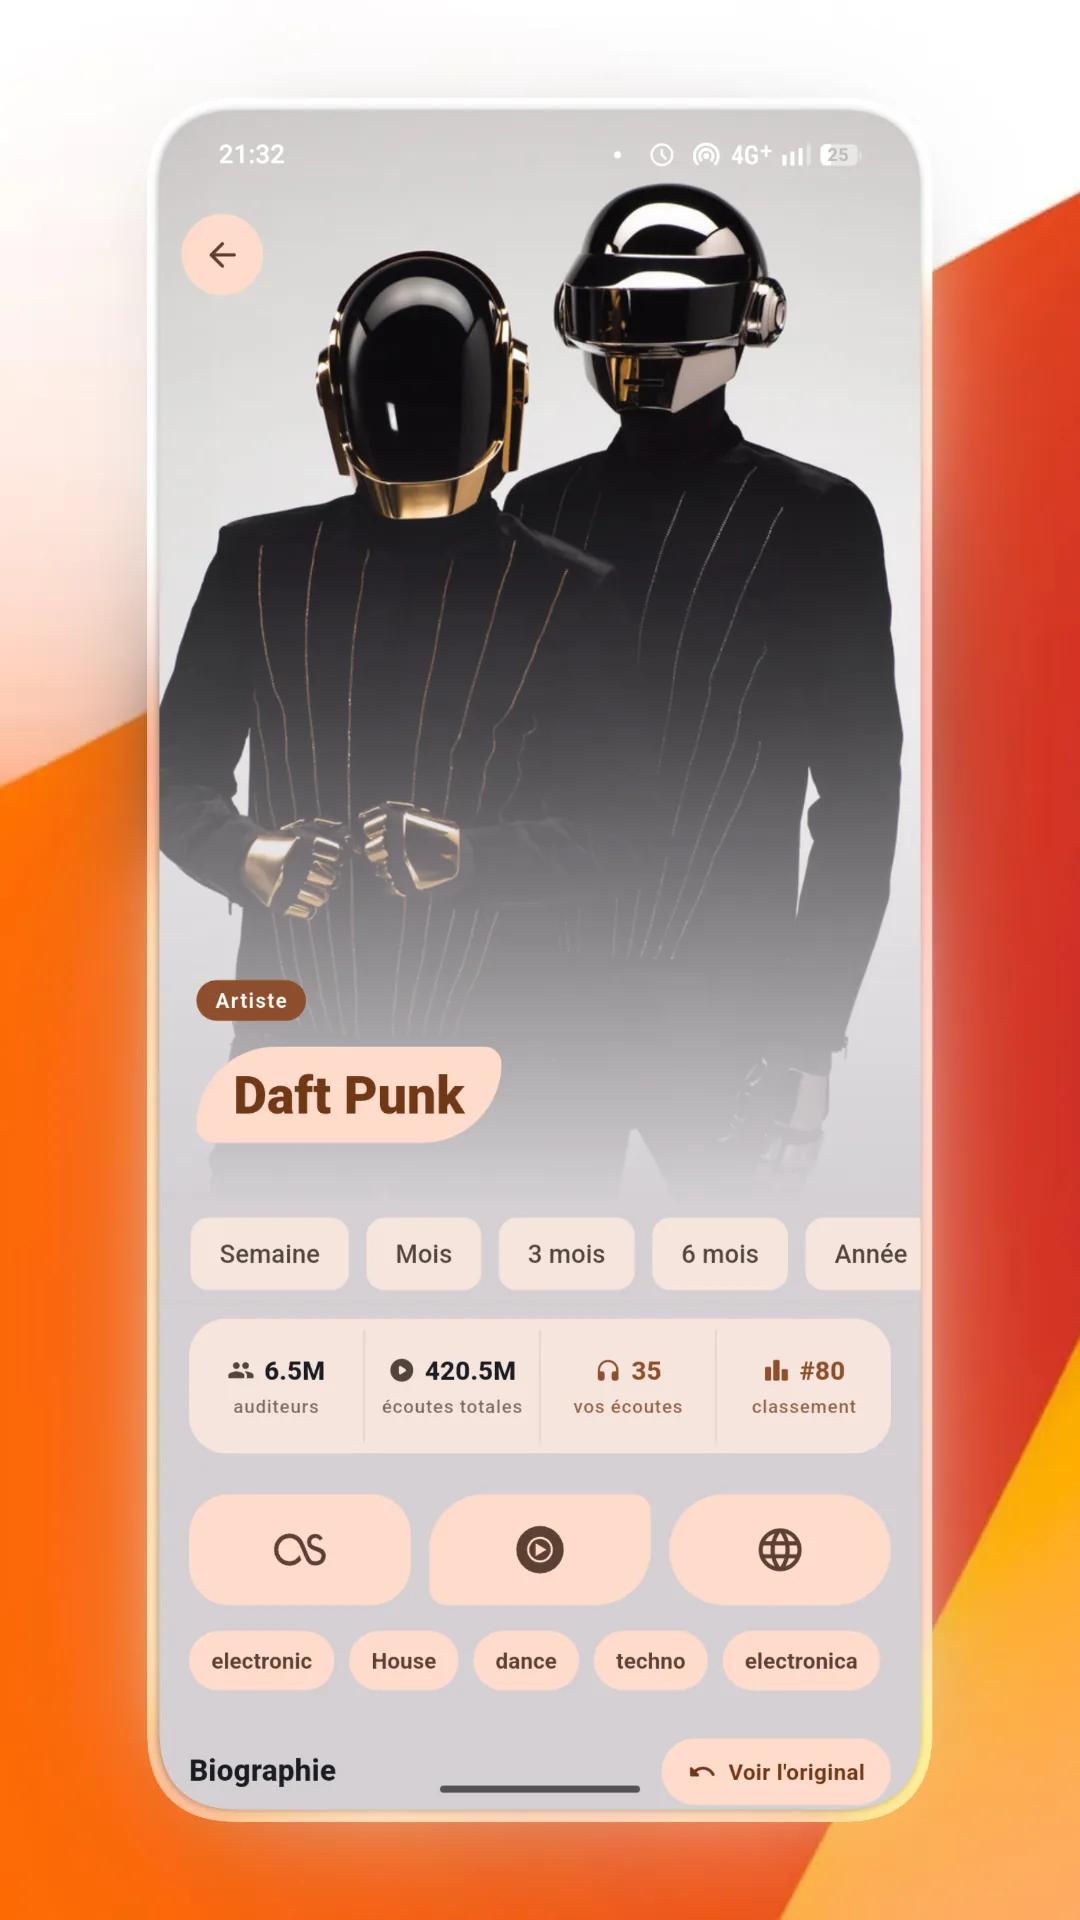 21:32
4G+
25
Artiste
Daft Punk
Semaine
Mois
3 mois
6 mois
Année
6.5M
auditeurs
420.5M
écoutes totales
35
vos écoutes
#80
classement
electronic
House
dance
techno
electronica
Biographie
Voir l'original